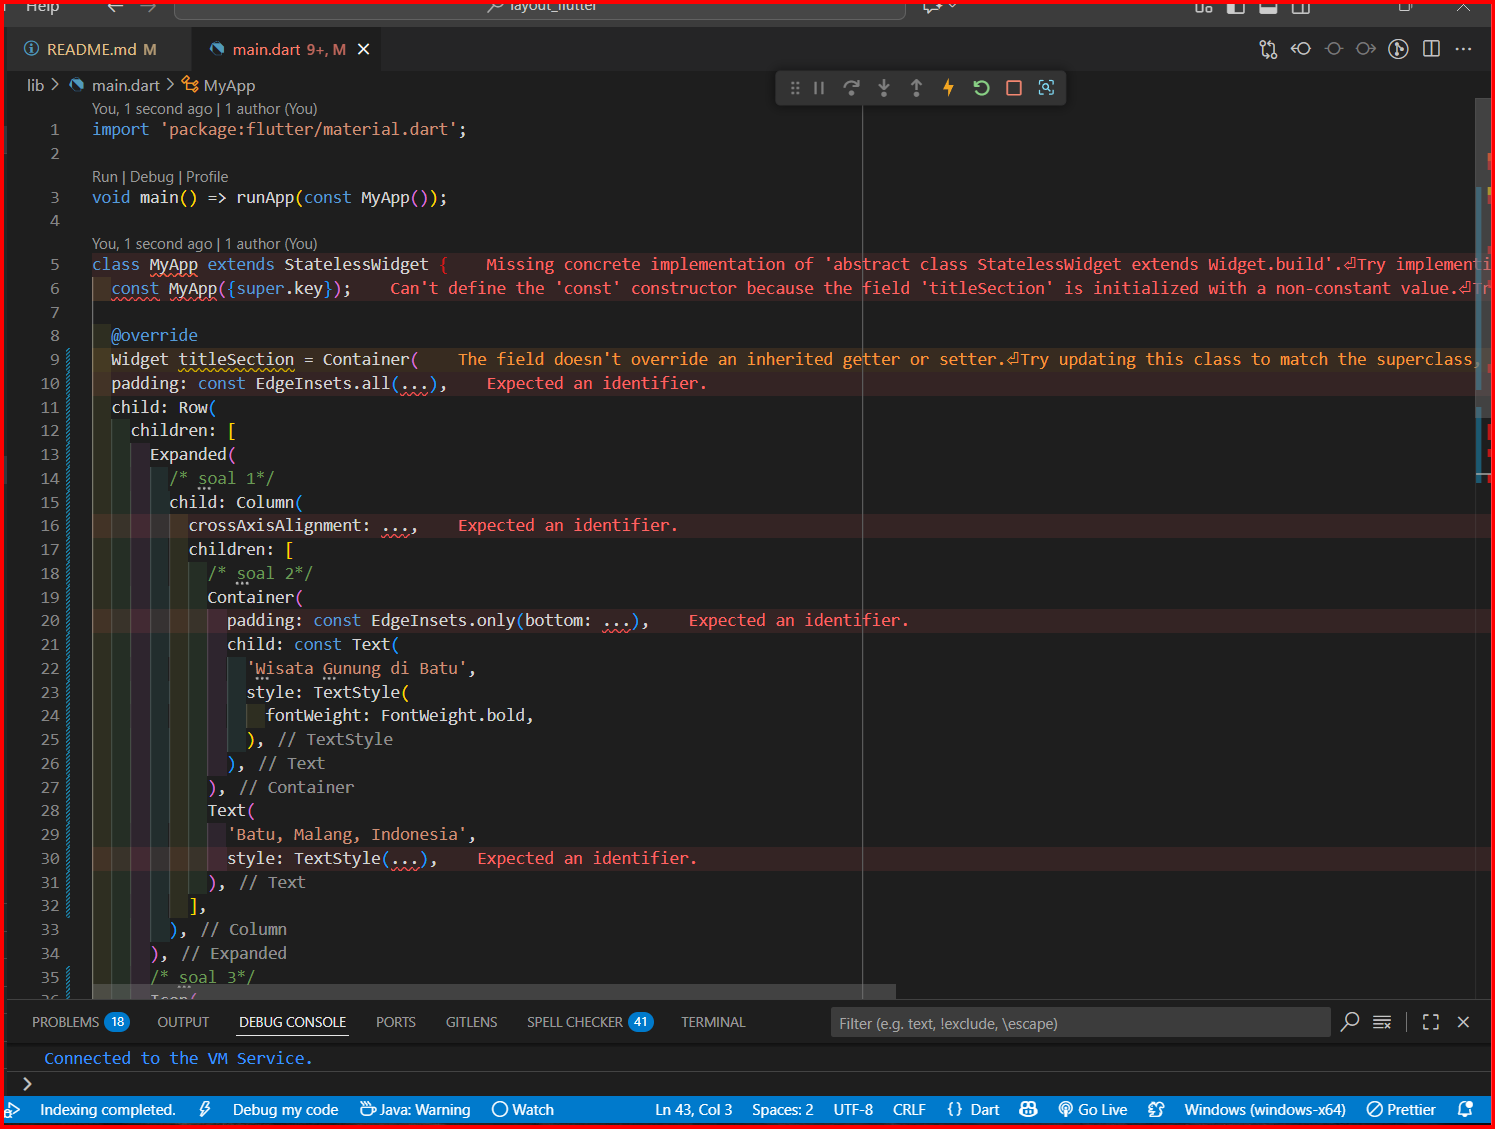 Help
layout_flutter
README.md M
main.dart 9+, M
lib > main.dart > MyApp
You, 1 second ago | 1 author (You)
1 import 'package:flutter/material.dart';
2
Run | Debug | Profile
3 void main() => runApp(const MyApp());
4
You, 1 second ago | 1 author (You)
5 class MyApp extends StatelessWidget { Missing concrete implementation of 'abstract class StatelessWidget extends Widget.build'.⏎Try implementi
6 const MyApp({super.key}); Can't define the 'const' constructor because the field 'titleSection' is initialized with a non-constant value.⏎Tr
7
8 @override
9 Widget titleSection = Container( The field doesn't override an inherited getter or setter.⏎Try updating this class to match the superclass,
10 padding: const EdgeInsets.all(...), Expected an identifier.
11 child: Row(
12 children: [
13 Expanded(
14 /* soal 1*/
15 child: Column(
16 crossAxisAlignment: ..., Expected an identifier.
17 children: [
18 /* soal 2*/
19 Container(
20 padding: const EdgeInsets.only(bottom: ...), Expected an identifier.
21 child: const Text(
22 'Wisata Gunung di Batu',
23 style: TextStyle(
24 fontWeight: FontWeight.bold,
25 ), // TextStyle
26 ), // Text
27 ), // Container
28 Text(
29 'Batu, Malang, Indonesia',
30 style: TextStyle(...), Expected an identifier.
31 ), // Text
32 ],
33 ), // Column
34 ), // Expanded
35 /* soal 3*/
36 Icon(
PROBLEMS 18 OUTPUT DEBUG CONSOLE PORTS GITLENS SPELL CHECKER 41 TERMINAL Filter (e.g. text, !exclude, \escape)
Connected to the VM Service.
>
Indexing completed. Debug my code Java: Warning Watch Ln 43, Col 3 Spaces: 2 UTF-8 CRLF {} Dart Go Live Windows (windows-x64) Prettier